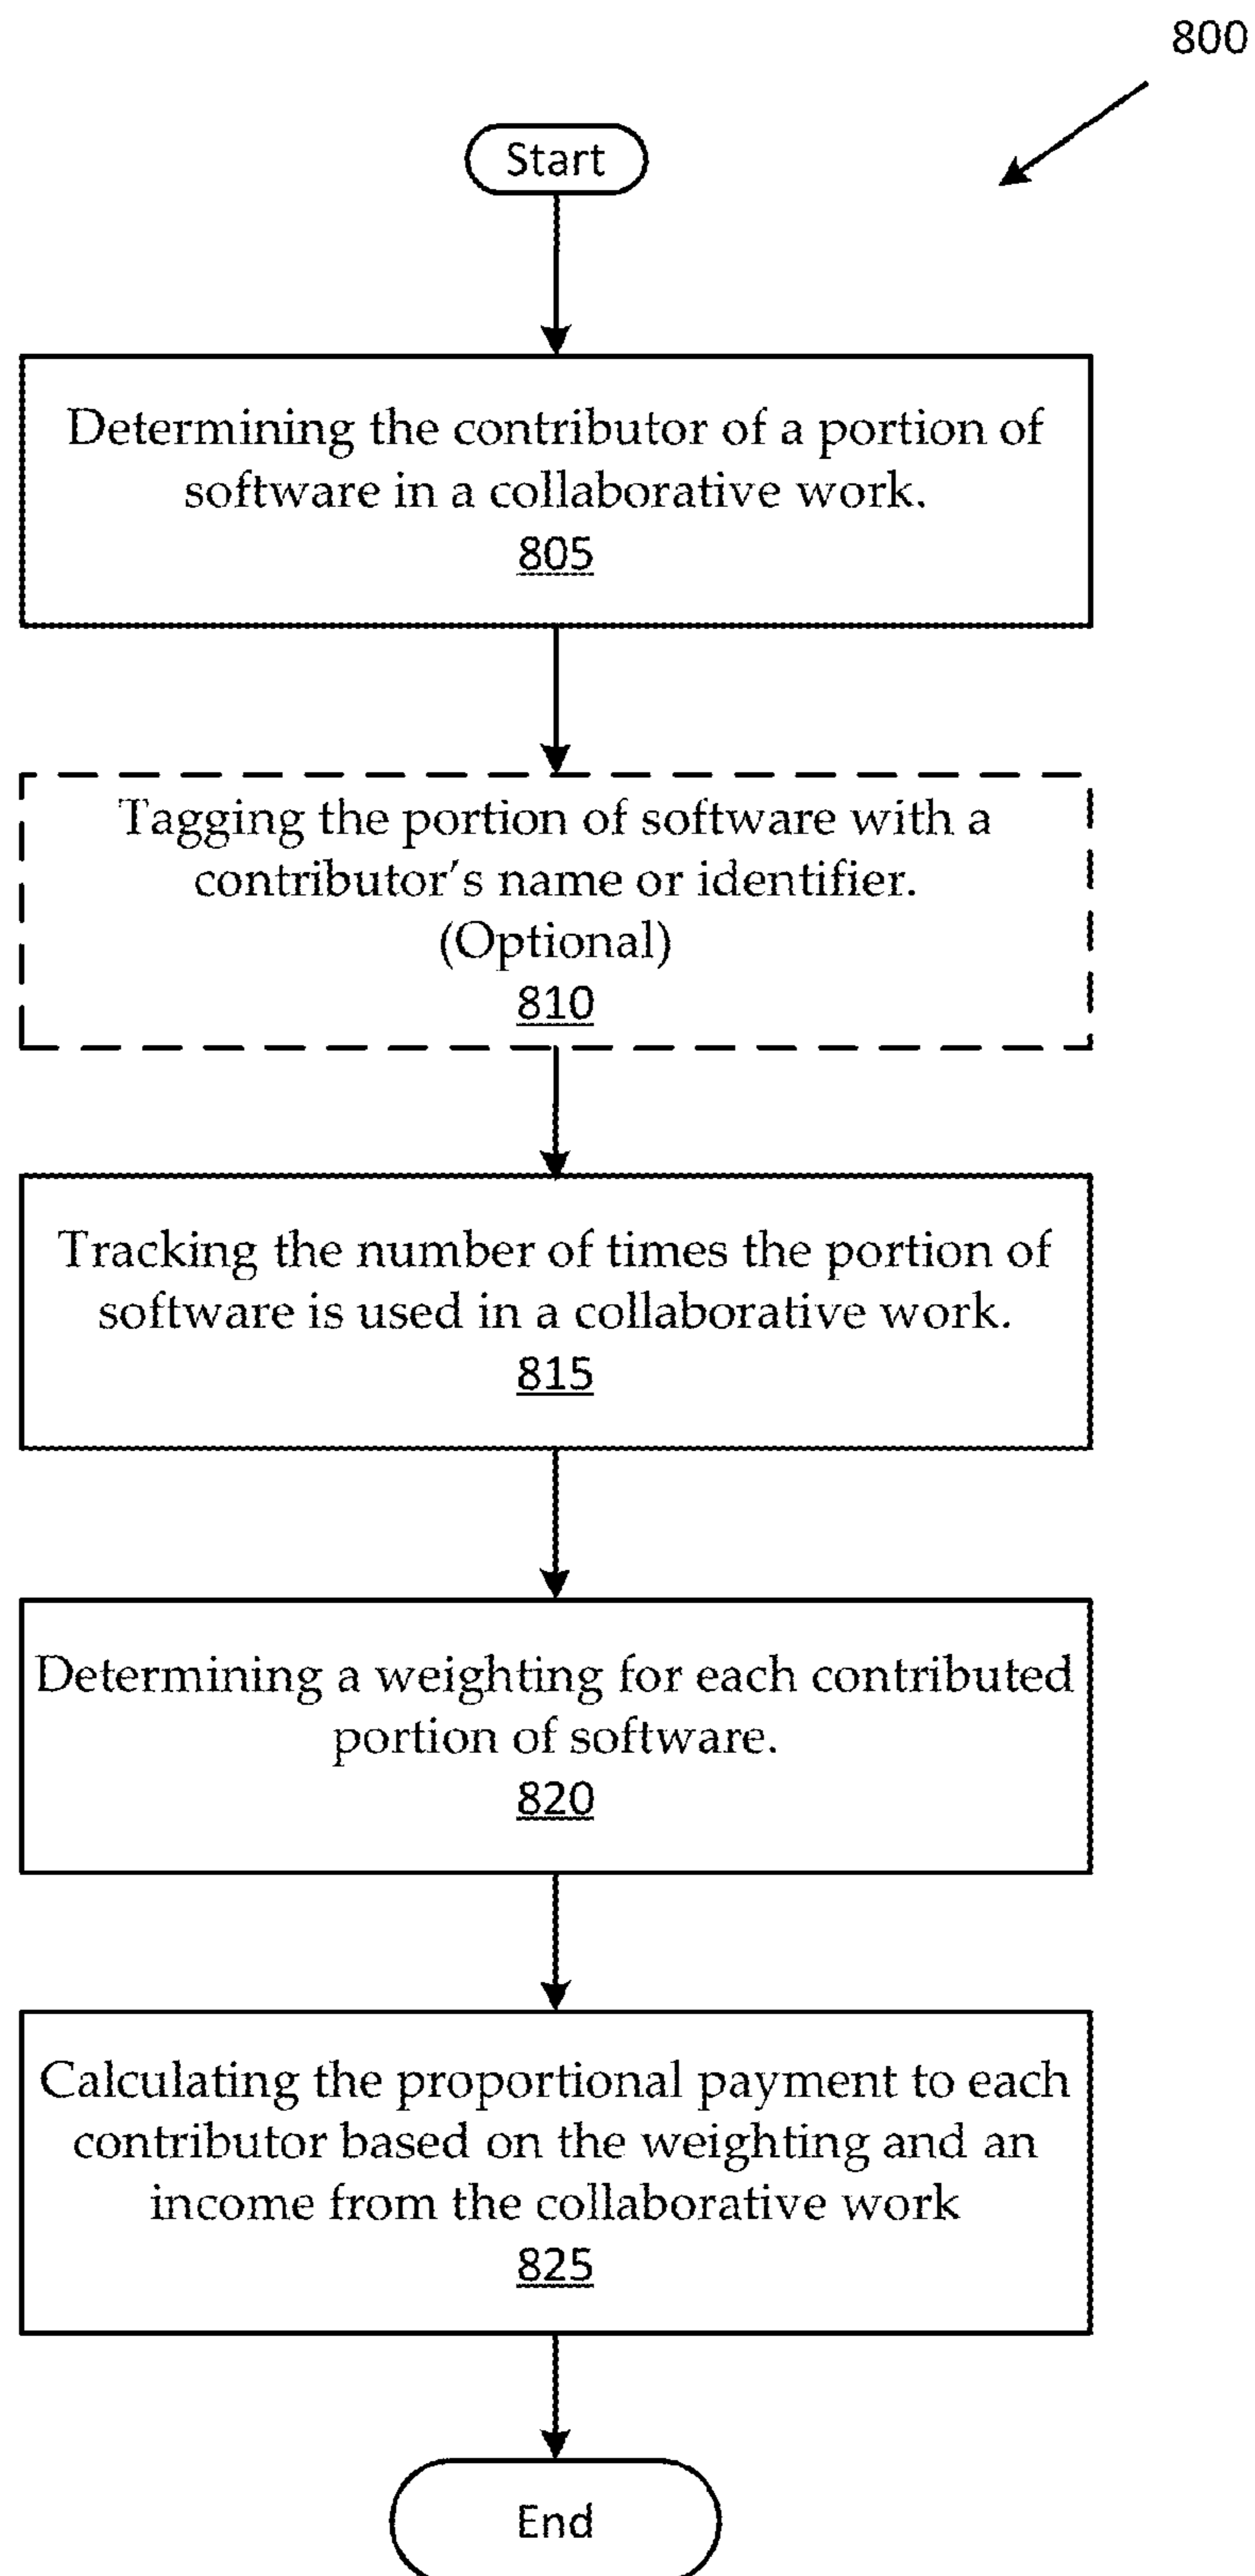 800
Start
Determining the contributor of a portion of
software in a collaborative work.
805
Tagging the portion of software with a
contributor's name or identifier.
(Optional)
810
Tracking the number of times the portion of
software is used in a collaborative work.
815
Determining a weighting for each contributed
portion of software.
820
Calculating the proportional payment to each
contributor based on the weighting and an
income from the collaborative work
825
End